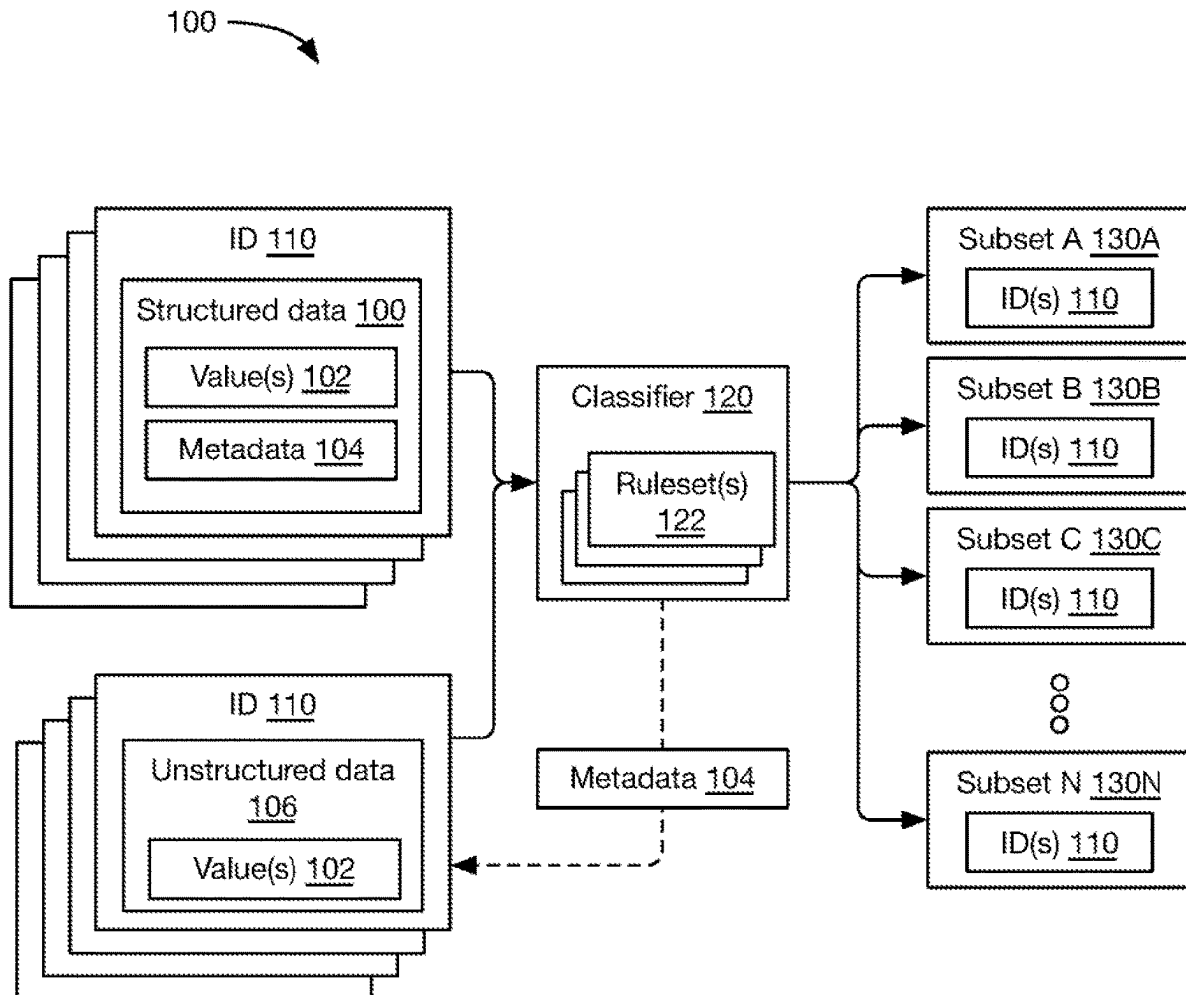 100
ID 110
Structured data 100
Value(s) 102
Metadata 104
ID 110
Unstructured data
106
Value(s) 102
Classifier 120
Ruleset(s)
122
Metadata 104
Subset A 130A
ID(s) 110
Subset B 130B
ID(s) 110
Subset C 130C
ID(s) 110
Subset N 130N
ID(s) 110